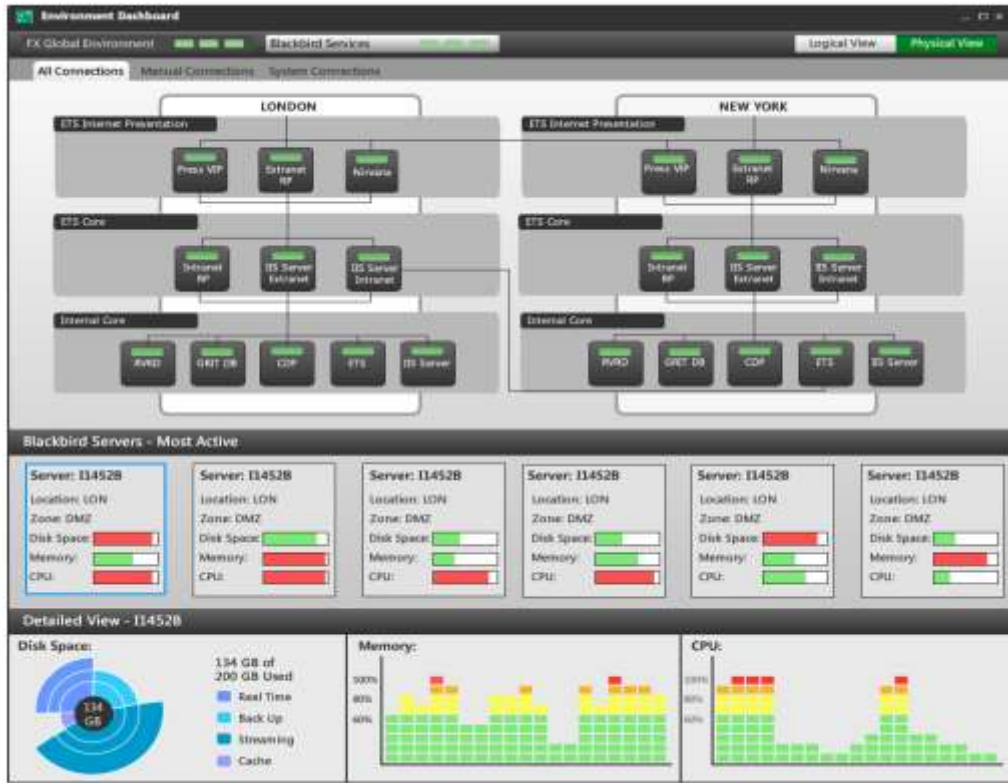 Environment Dashboard
FX Global Environment
Blackbird Services
Logical View
Physical View
All Connections
Manual Connections
System Connections
LONDON
ETS Internet Presentation
Press VIP
Extranet RP
Nirvana
ETS Core
Intranet RP
IIS Server Extranet
IIS Server Intranet
Internal Core
RVRD
GRIT DB
CDP
ETS
IIS Server
NEW YORK
ETS Internet Presentation
Press VIP
Extranet RP
Nirvana
ETS Core
Intranet RP
IIS Server Extranet
IIS Server Intranet
Internal Core
RVRD
GRIT DB
CDP
ETS
IIS Server
Blackbird Servers - Most Active
Server: I1452B
Location: LON
Zone: DMZ
Disk Space:
Memory:
CPU:
Server: I1452B
Location: LON
Zone: DMZ
Disk Space:
Memory:
CPU:
Server: I1452B
Location: LON
Zone: DMZ
Disk Space:
Memory:
CPU:
Server: I1452B
Location: LON
Zone: DMZ
Disk Space:
Memory:
CPU:
Server: I1452B
Location: LON
Zone: DMZ
Disk Space:
Memory:
CPU:
Server: I1452B
Location: LON
Zone: DMZ
Disk Space:
Memory:
CPU:
Detailed View - I1452B
Disk Space:
134 GB
134 GB of
200 GB Used
Real Time
Back Up
Streaming
Cache
Memory:
100%
80%
60%
CPU:
100%
80%
60%